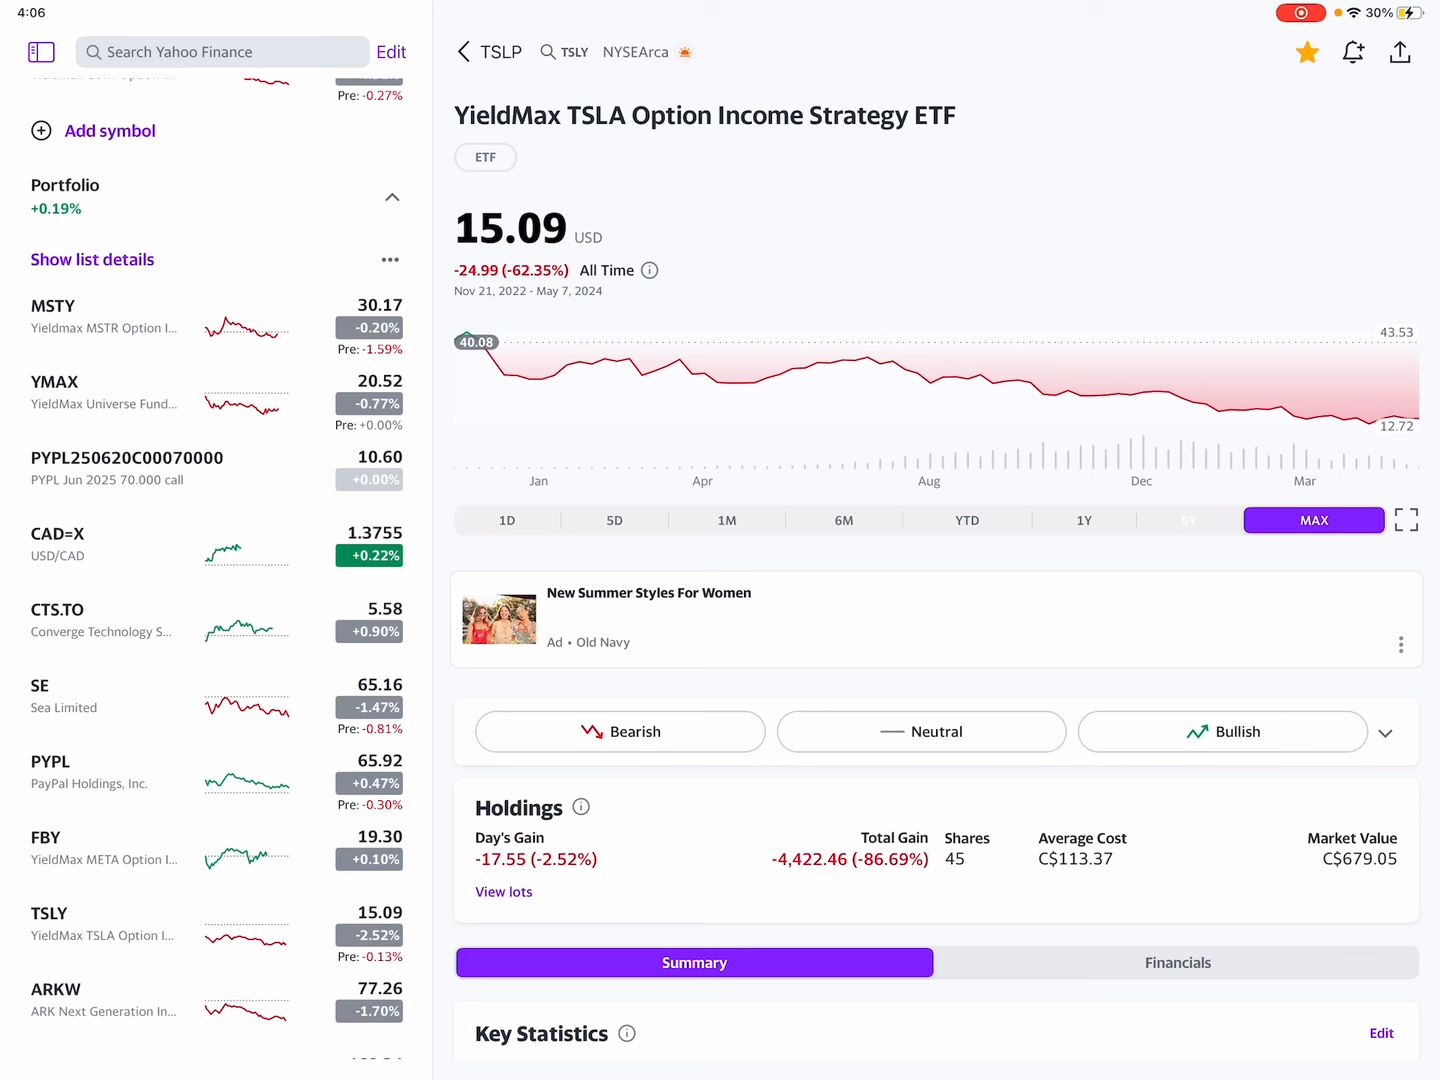 4:06
30%
Search Yahoo Finance
Edit
Pre: -0.27%
Add symbol
Portfolio
+0.19%
Show list details
MSTY
30.17
Yieldmax MSTR Option I...
-0.20%
Pre: -1.59%
YMAX
20.52
YieldMax Universe Fund...
-0.77%
Pre: +0.00%
PYPL250620C00070000
10.60
PYPL Jun 2025 70.000 call
+0.00%
CAD=X
1.3755
USD/CAD
+0.22%
CTS.TO
5.58
Converge Technology S...
+0.90%
SE
65.16
Sea Limited
-1.47%
Pre: -0.81%
PYPL
65.92
PayPal Holdings, Inc.
+0.47%
Pre: -0.30%
FBY
19.30
YieldMax META Option I...
+0.10%
TSLY
15.09
YieldMax TSLA Option I...
-2.52%
Pre: -0.13%
ARKW
77.26
ARK Next Generation In...
-1.70%
TSLP
TSLY NYSEArca
YieldMax TSLA Option Income Strategy ETF
ETF
15.09 USD
-24.99 (-62.35%) All Time
Nov 21, 2022 - May 7, 2024
40.08
43.53
12.72
Jan Apr Aug Dec Mar
1D 5D 1M 6M YTD 1Y 5Y MAX
New Summer Styles For Women
Ad • Old Navy
Bearish Neutral Bullish
Holdings
Day's Gain Total Gain Shares Average Cost Market Value
-17.55 (-2.52%) -4,422.46 (-86.69%) 45 C$113.37 C$679.05
View lots
Summary Financials
Key Statistics
Edit